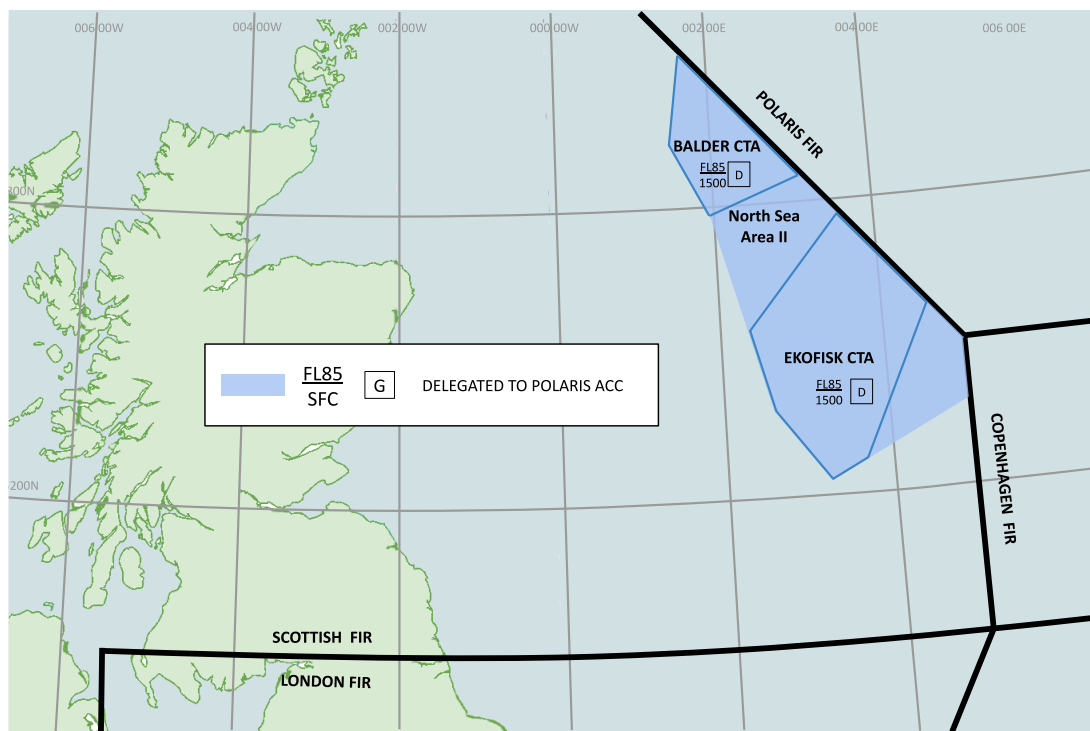 006 00W
004 00W
002 00W
000 00W
002 00E
004 00E
006 00E
POLARIS FIR
BALDER CTA
FL85
1500
D
North Sea
Area II
EKOFISK CTA
FL85
1500
D
FL85
SFC
G
DELEGATED TO POLARIS ACC
COPENHAGEN FIR
SCOTTISH FIR
LONDON FIR